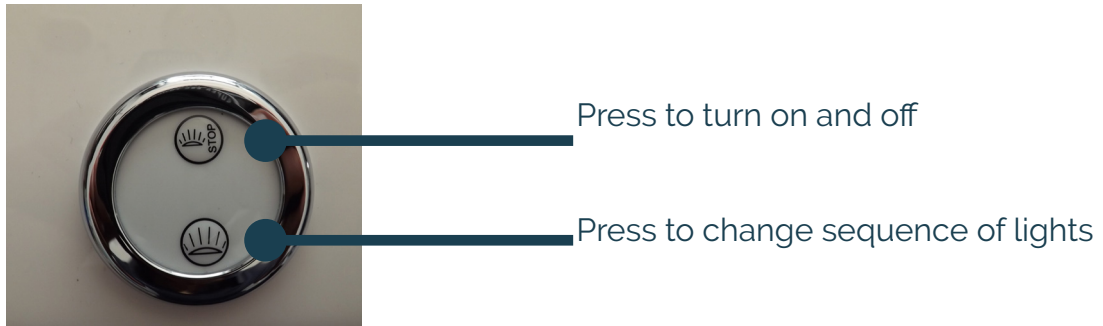 STOP
Press to turn on and off
Press to change sequence of lights